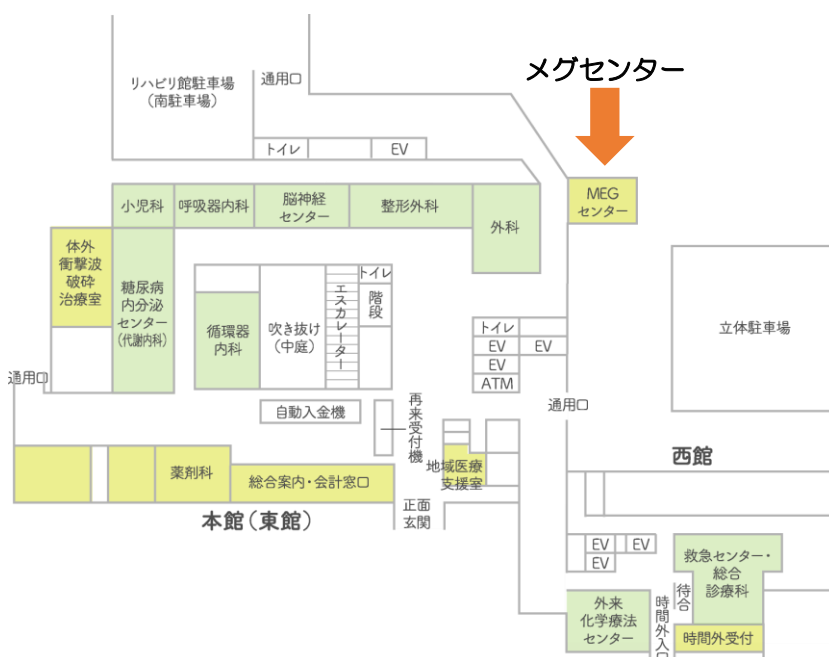 メグセンター
リハビリ館駐車場
（南駐車場）
通用口
トイレ
EV
MEG
センター
小児科
呼吸器内科
脳神経
センター
整形外科
外科
体外
衝撃波
破砕
治療室
糖尿病
内分泌
センター
（代謝内科）
循環器
内科
吹き抜け
（中庭）
エスカレーター
トイレ
階段
トイレ
EV
EV
EV
ATM
立体駐車場
通用口
通用口
自動入金機
再来受付機
地域医療
支援室
薬剤科
総合案内・会計窓口
正面
玄関
本館（東館）
西館
EV
EV
EV
救急センター・
総合
診療科
待合
時間外入口
外来
化学療法
センター
時間外受付